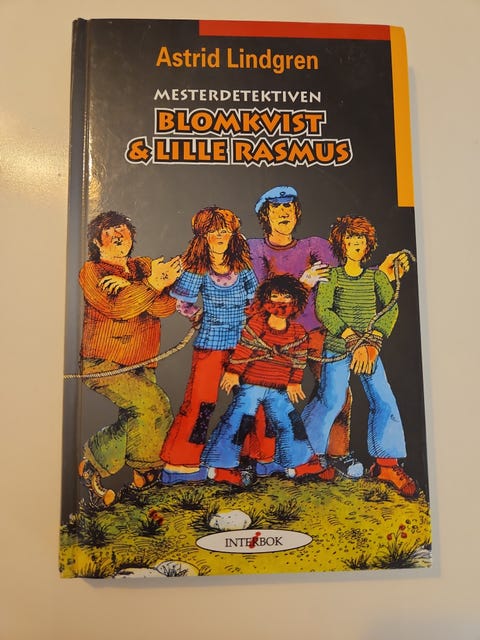 Astrid Lindgren
MESTERDETEKTIVEN
BLOMKVIST
& LILLE RASMUS
INTERBOK